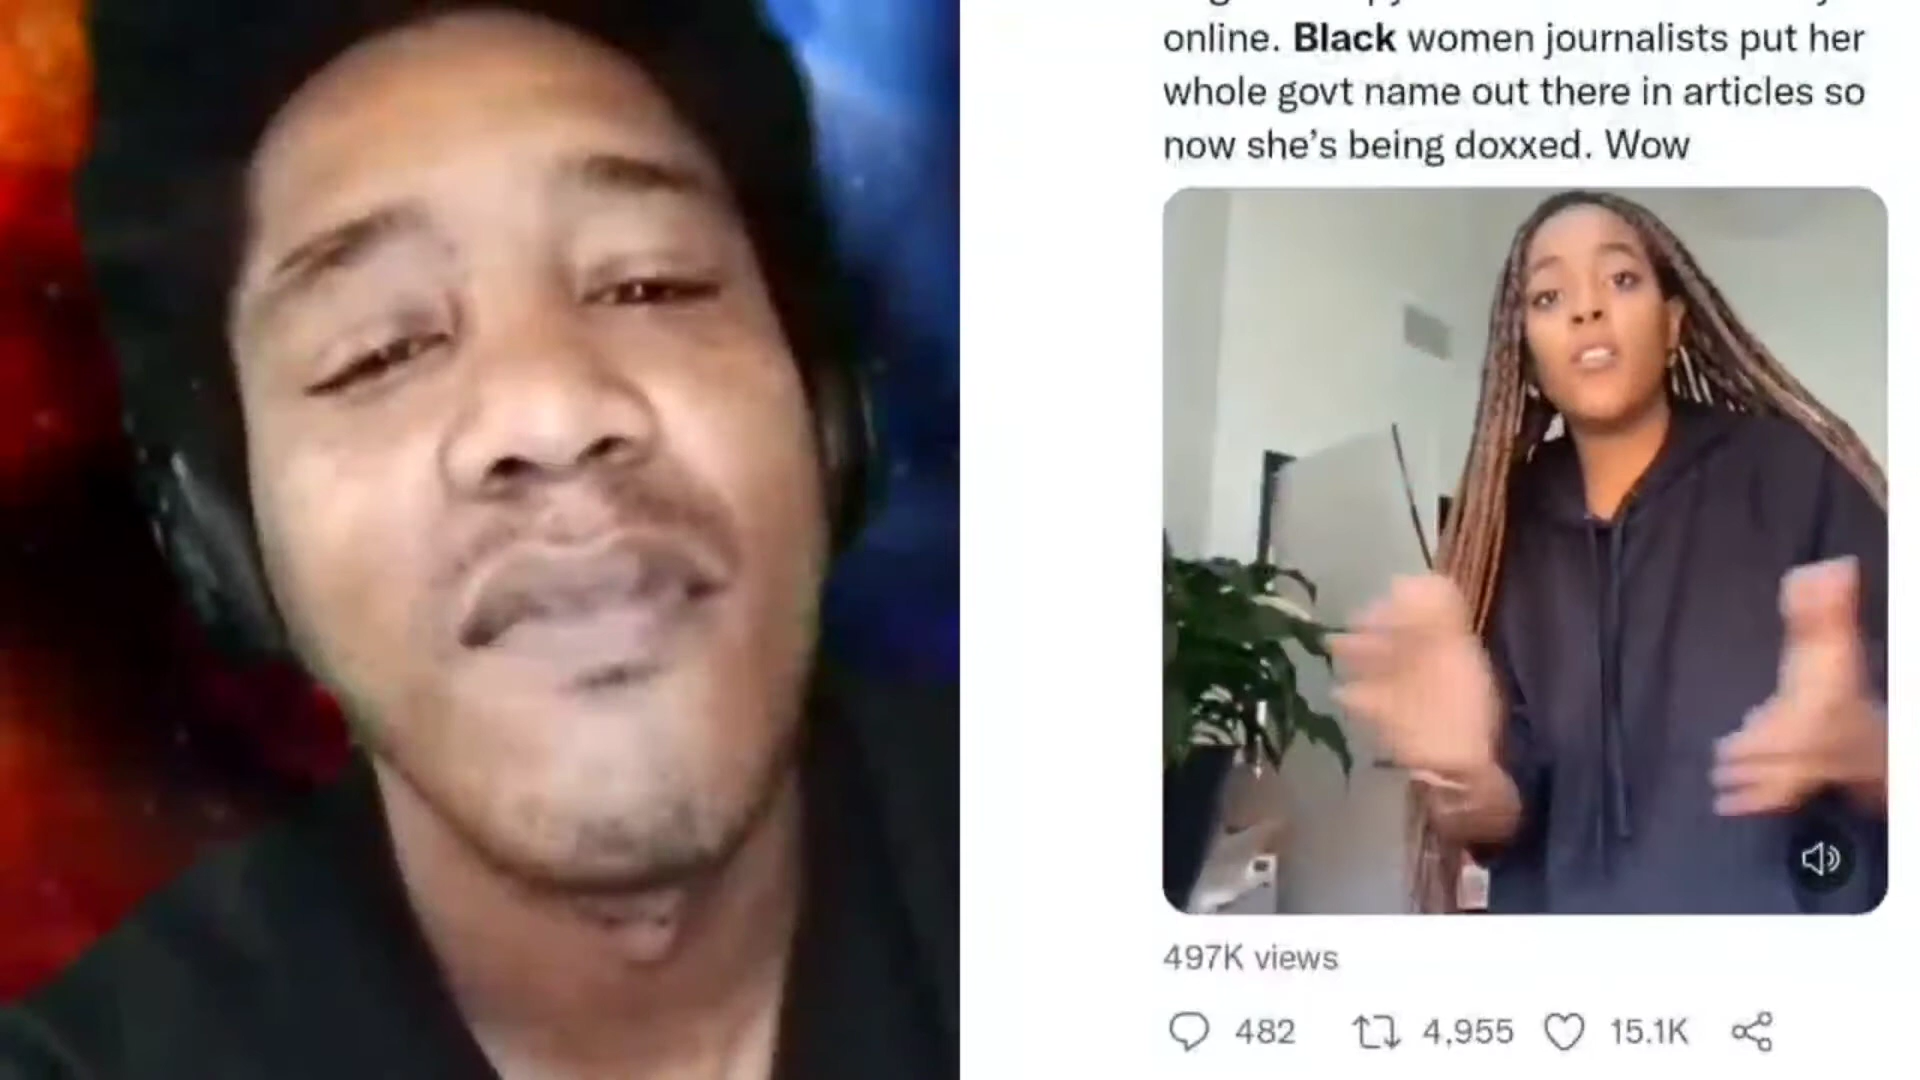 online. Black women journalists put her
whole govt name out there in articles so
now she's being doxxed. Wow
497K views
482 4,955 15.1K